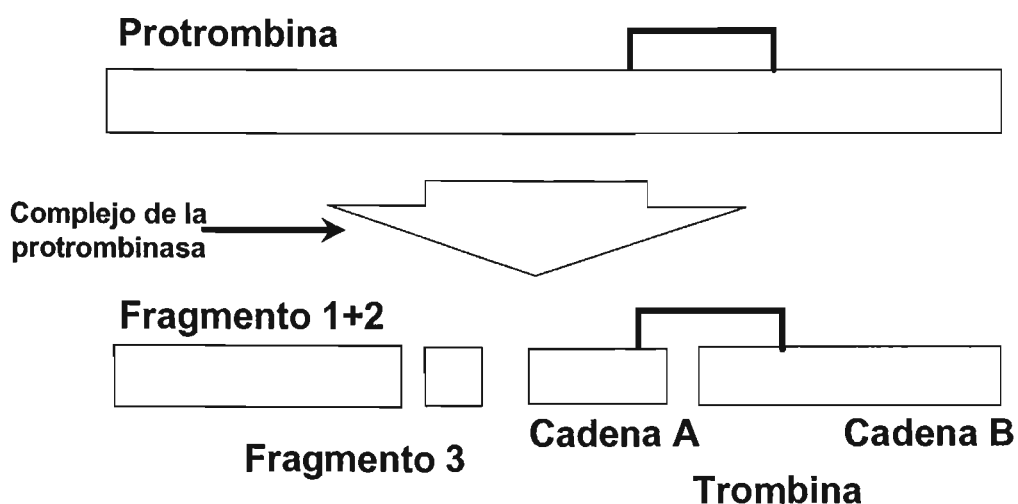 Protrombina
Complejo de la
protrombinasa
Fragmento 1+2
Fragmento 3
Cadena A
Cadena B
Trombina